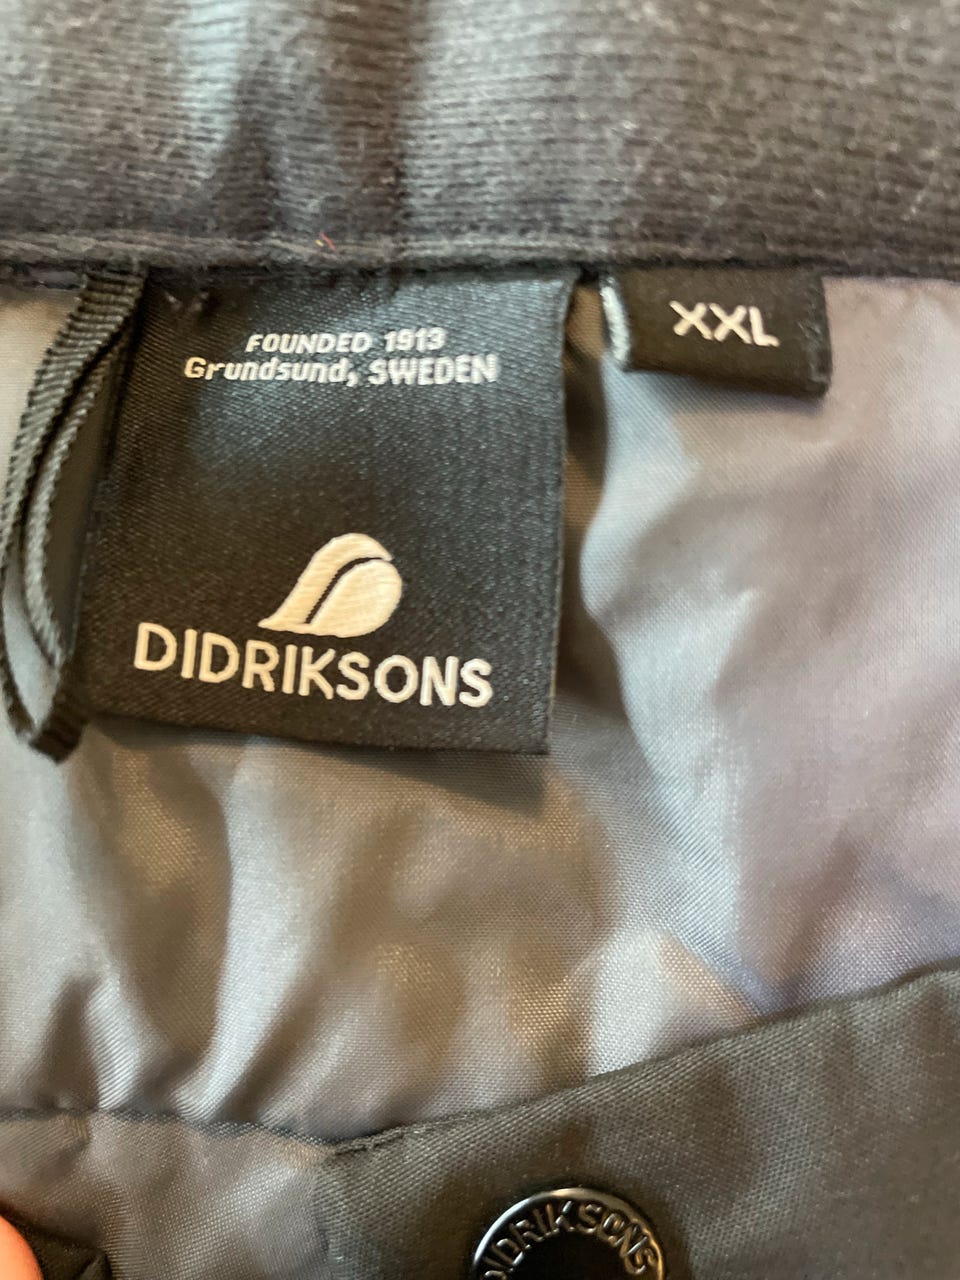 FOUNDED 1913
Grundsund, SWEDEN
XXL
DIDRIKSONS
DIDRIKSONS